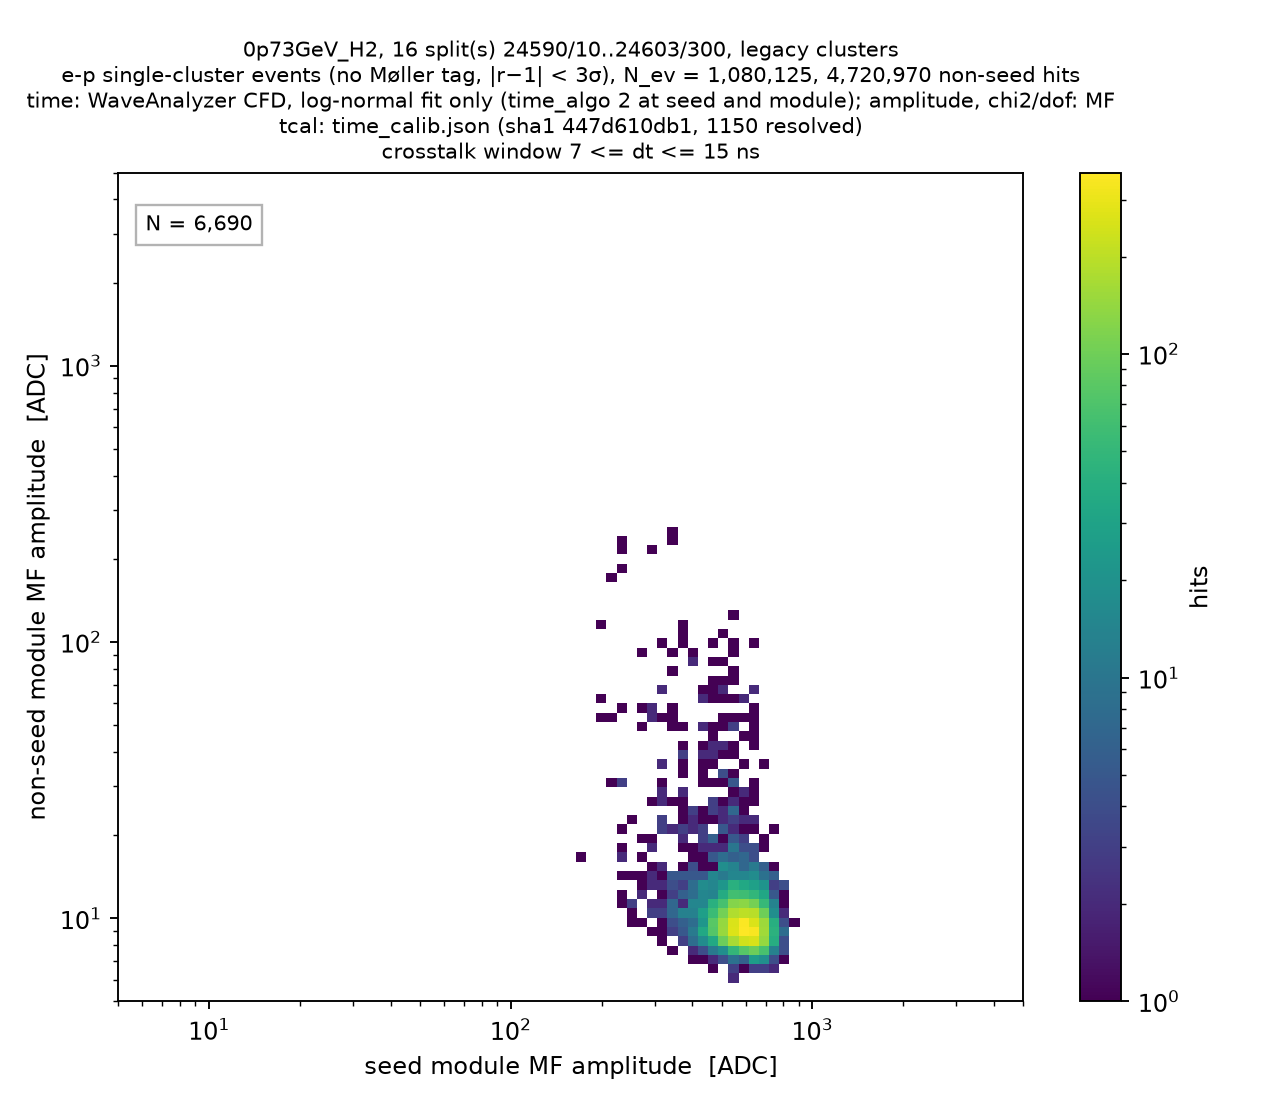 0p73GeV_H2, 16 split(s) 24590/10..24603/300, legacy clusters
e-p single-cluster events (no Møller tag, |r−1| < 3σ), N_ev = 1,080,125, 4,720,970 non-seed hits
time: WaveAnalyzer CFD, log-normal fit only (time_algo 2 at seed and module); amplitude, chi2/dof: MF
tcal: time_calib.json (sha1 447d610db1, 1150 resolved)
crosstalk window 7 <= dt <= 15 ns
N = 6,690
non-seed module MF amplitude  [ADC]
10³
10²
10¹
10¹
10²
10³
seed module MF amplitude  [ADC]
10²
10¹
10⁰
hits